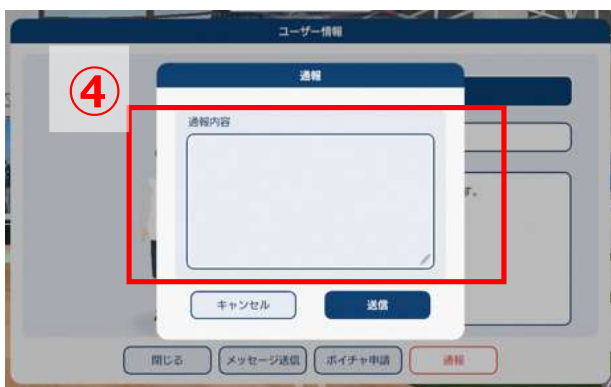 ユーザー情報
通報
④
通報内容
す。
キャンセル
送信
閉じる
メッセージ送信
ボイチャ申請
通報